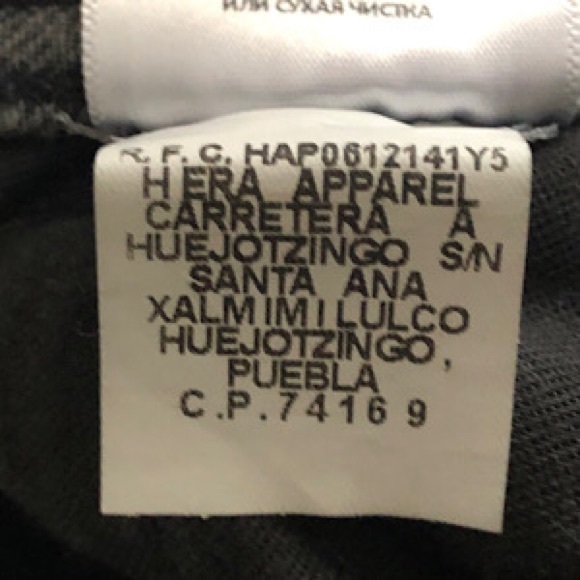 ИЛИ СУХАЯ ЧИСТКА
R. F. C. HAP0612141Y5
HERA APPAREL
CARRETERA A
HUEJOTZINGO S/N
SANTA ANA
XALMIMILULCO
HUEJOTZINGO,
PUEBLA
C.P.74169